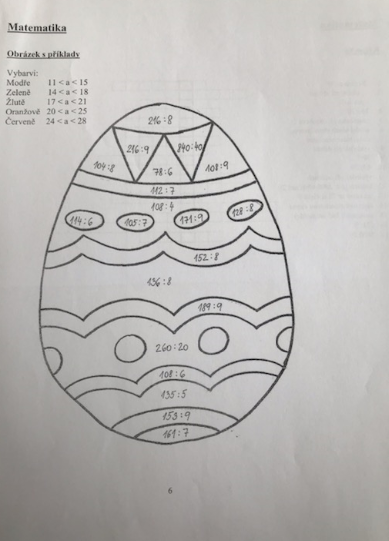 Matematika
Obrázek s příklady
Vybarvi:
Modře 11 < a < 15
Zeleně 14 < a < 18
Žlutě 17 < a < 21
Oranžově 20 < a < 25
Červeně 24 < a < 28
216:8
216:9
840:40
104:8
78:6
108:9
112:7
108:4
114:6
105:7
171:9
128:8
152:8
136:8
189:9
260:20
108:6
135:5
153:9
161:7
6